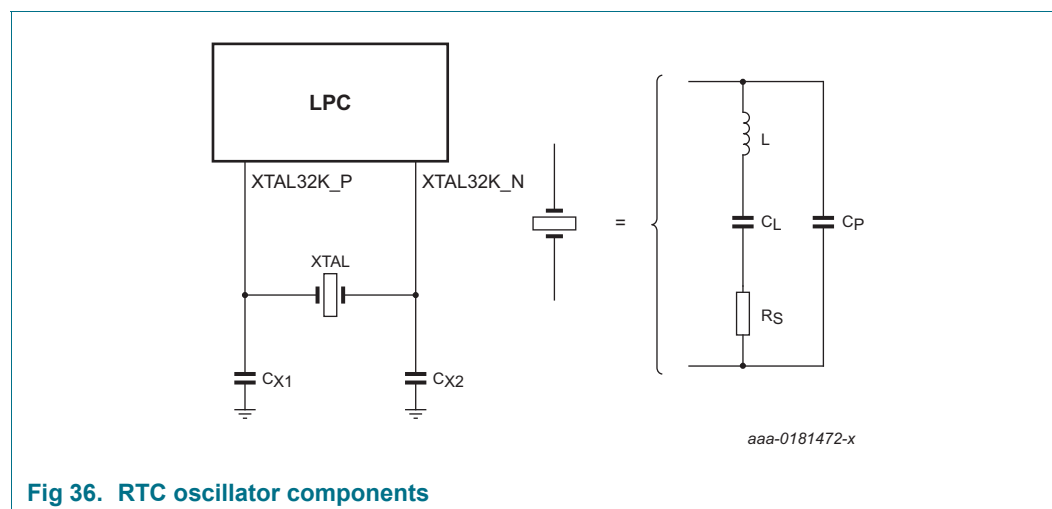 LPC
XTAL32K_P
XTAL32K_N
XTAL
CX1
CX2
=
L
CL
CP
RS
aaa-0181472-x
Fig 36. RTC oscillator components